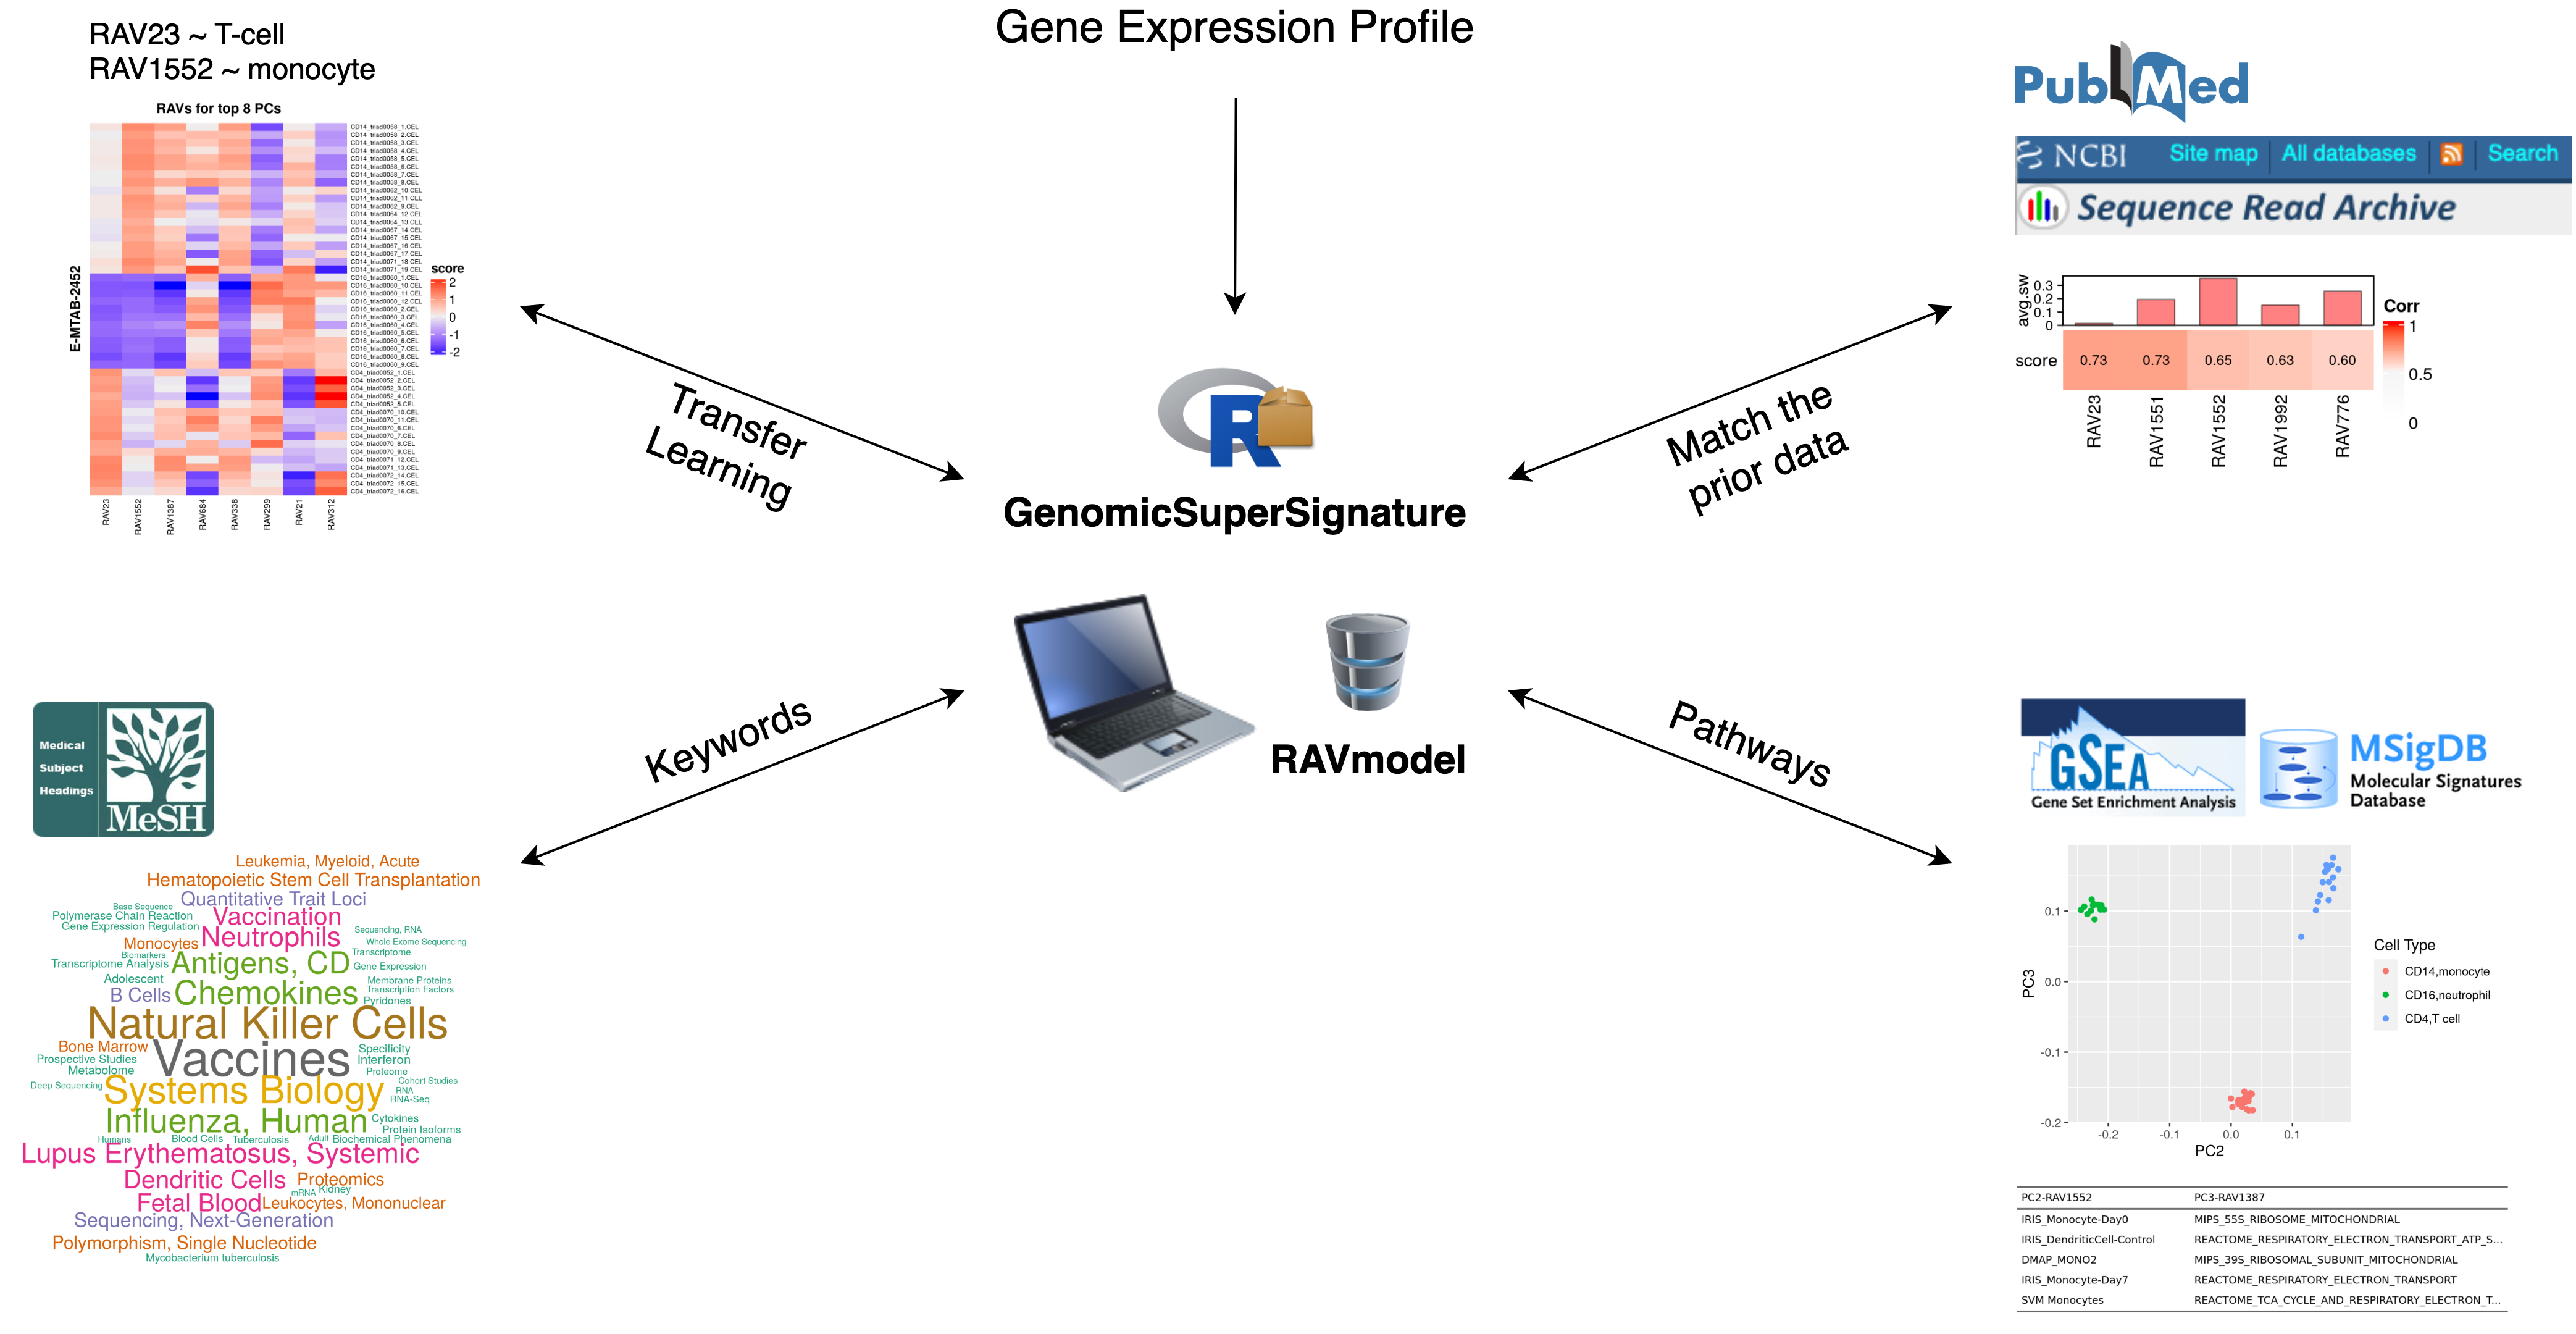 Gene Expression Profile
RAV23 ~ T-cell
RAV1552 ~ monocyte
RAVs for top 8 PCs
E-MTAB-2452
CD14_triad0058_1.CEL
CD14_triad0058_2.CEL
CD14_triad0058_3.CEL
CD14_triad0058_4.CEL
CD14_triad0058_5.CEL
CD14_triad0058_6.CEL
CD14_triad0058_7.CEL
CD14_triad0058_8.CEL
CD14_triad0062_10.CEL
CD14_triad0062_11.CEL
CD14_triad0062_9.CEL
CD14_triad0064_12.CEL
CD14_triad0064_13.CEL
CD14_triad0067_14.CEL
CD14_triad0067_15.CEL
CD14_triad0067_16.CEL
CD14_triad0067_17.CEL
CD14_triad0071_18.CEL
CD14_triad0071_19.CEL
CD16_triad0060_1.CEL
CD16_triad0060_10.CEL
CD16_triad0060_11.CEL
CD16_triad0060_12.CEL
CD16_triad0060_2.CEL
CD16_triad0060_3.CEL
CD16_triad0060_4.CEL
CD16_triad0060_5.CEL
CD16_triad0060_6.CEL
CD16_triad0060_7.CEL
CD16_triad0060_8.CEL
CD16_triad0060_9.CEL
CD4_triad0052_1.CEL
CD4_triad0052_2.CEL
CD4_triad0052_3.CEL
CD4_triad0052_4.CEL
CD4_triad0052_5.CEL
CD4_triad0070_10.CEL
CD4_triad0070_11.CEL
CD4_triad0070_6.CEL
CD4_triad0070_7.CEL
CD4_triad0070_8.CEL
CD4_triad0070_9.CEL
CD4_triad0071_12.CEL
CD4_triad0071_13.CEL
CD4_triad0072_14.CEL
CD4_triad0072_15.CEL
CD4_triad0072_16.CEL
score
2
1
0
-1
-2
RAV23
RAV1552
RAV1387
RAV684
RAV338
RAV299
RAV21
RAV312
Transfer
Learning
R
GenomicSuperSignature
RAVmodel
Match the
prior data
PubMed
NCBI Site map All databases Search
Sequence Read Archive
avg.sw
0.3
0.2
0.1
0
score 0.73 0.73 0.65 0.63 0.60
RAV23
RAV1551
RAV1552
RAV1992
RAV776
Corr
1
0.5
0
Keywords
Medical
Subject
Headings
MeSH
Leukemia, Myeloid, Acute
Hematopoietic Stem Cell Transplantation
Quantitative Trait Loci
Base Sequence
Polymerase Chain Reaction Vaccination
Gene Expression Regulation
Neutrophils Sequencing, RNA
Monocytes Whole Exome Sequencing
Biomarkers Transcriptome
Transcriptome Analysis Antigens, CD Gene Expression
Adolescent Membrane Proteins
Transcription Factors
B Cells Chemokines Pyridones
Natural Killer Cells
Bone Marrow Specificity
Prospective Studies Vaccines Interferon
Metabolome Proteome
Deep Sequencing Systems Biology Cohort Studies
RNA
RNA-Seq
Influenza, Human Cytokines
Protein Isoforms
Humans Blood Cells Tuberculosis Adult Biochemical Phenomena
Lupus Erythematosus, Systemic
Dendritic Cells Proteomics
mRNA Kidney
Fetal Blood Leukocytes, Mononuclear
Sequencing, Next-Generation
Polymorphism, Single Nucleotide
Mycobacterium tuberculosis
Pathways
GSEA
Gene Set Enrichment Analysis
MSigDB
Molecular Signatures
Database
PC3
0.1
0.0
-0.1
-0.2
-0.2 -0.1 0.0 0.1
PC2
Cell Type
CD14,monocyte
CD16,neutrophil
CD4,T cell
PC2-RAV1552 PC3-RAV1387
IRIS_Monocyte-Day0 MIPS_55S_RIBOSOME_MITOCHONDRIAL
IRIS_DendriticCell-Control REACTOME_RESPIRATORY_ELECTRON_TRANSPORT_ATP_S...
DMAP_MONO2 MIPS_39S_RIBOSOMAL_SUBUNIT_MITOCHONDRIAL
IRIS_Monocyte-Day7 REACTOME_RESPIRATORY_ELECTRON_TRANSPORT
SVM Monocytes REACTOME_TCA_CYCLE_AND_RESPIRATORY_ELECTRON_T...